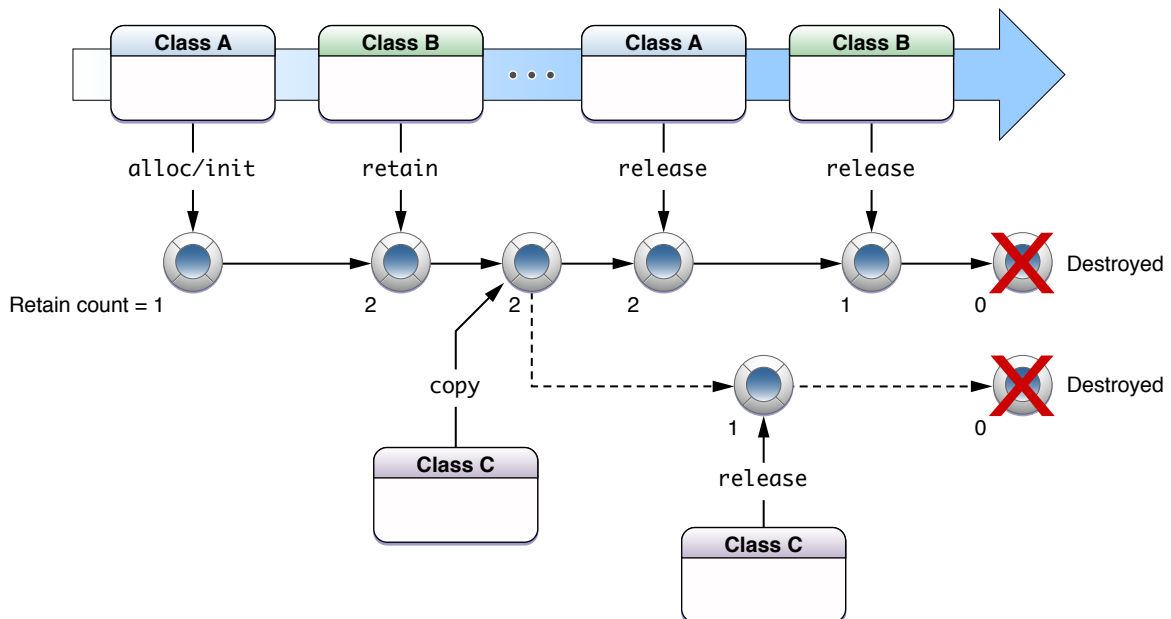 Class A
Class B
• • •
Class A
Class B
alloc/init
retain
release
release
Destroyed
Retain count = 1
2
2
2
1
0
copy
Destroyed
1
0
Class C
release
Class C